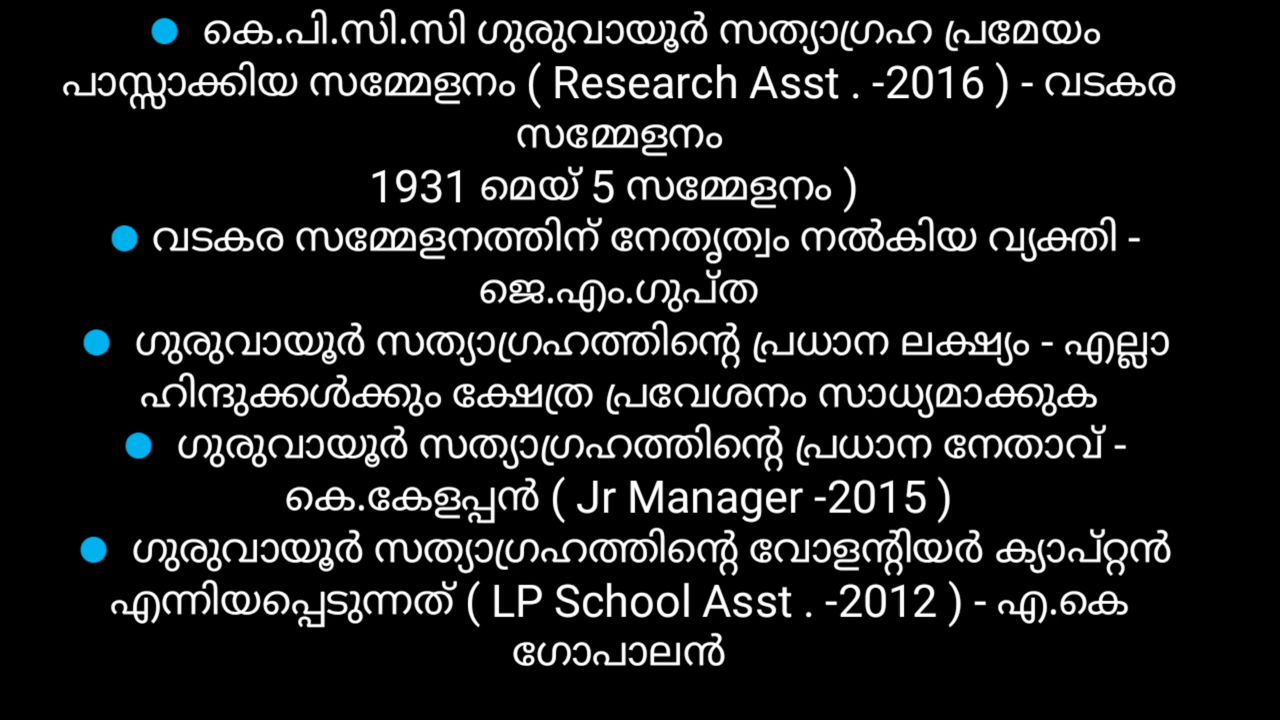 കെ.പി.സി.സി ഗുരുവായൂർ സത്യാഗ്രഹ പ്രമേയം
പാസ്സാക്കിയ സമ്മേളനം ( Research Asst . -2016 ) - വടകര
സമ്മേളനം
1931 മെയ് 5 സമ്മേളനം )
വടകര സമ്മേളനത്തിന് നേതൃത്വം നൽകിയ വ്യക്തി -
ജെ.എം.ഗുപ്ത
ഗുരുവായൂർ സത്യാഗ്രഹത്തിന്റെ പ്രധാന ലക്ഷ്യം - എല്ലാ
ഹിന്ദുക്കൾക്കും ക്ഷേത്ര പ്രവേശനം സാധ്യമാക്കുക
ഗുരുവായൂർ സത്യാഗ്രഹത്തിന്റെ പ്രധാന നേതാവ് -
കെ.കേളപ്പൻ ( Jr Manager -2015 )
ഗുരുവായൂർ സത്യാഗ്രഹത്തിന്റെ വോളന്റിയർ ക്യാപ്റ്റൻ
എന്നിയപ്പെടുന്നത് ( LP School Asst . -2012 ) - എ.കെ
ഗോപാലൻ